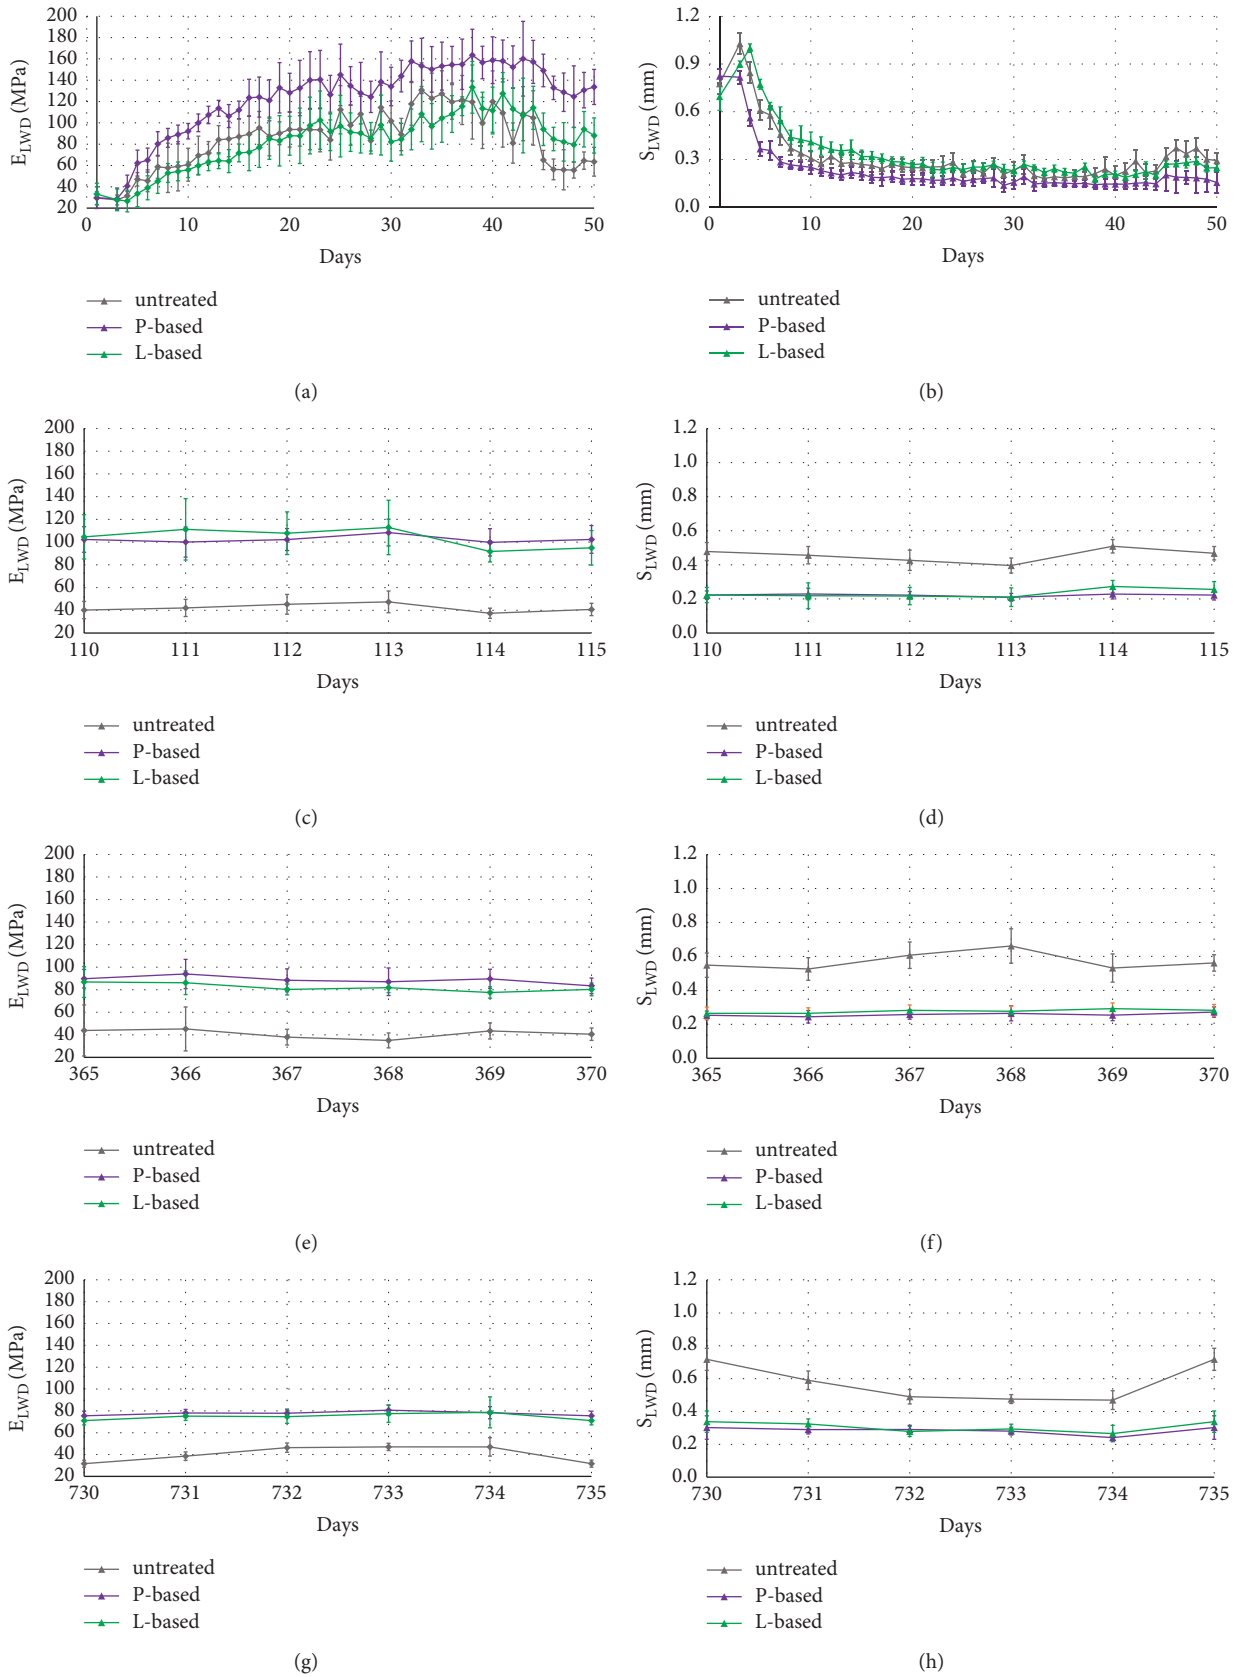 200
180
160
140
120
100
80
60
40
20
E_LWD (MPa)
0 10 20 30 40 50
Days
untreated
P-based
L-based
(a)
1.2
0.9
0.6
0.3
0.0
S_LWD (mm)
0 10 20 30 40 50
Days
untreated
P-based
L-based
(b)
200
180
160
140
120
100
80
60
40
20
E_LWD (MPa)
110 111 112 113 114 115
Days
untreated
P-based
L-based
(c)
1.2
1.0
0.8
0.6
0.4
0.2
0.0
S_LWD (mm)
110 111 112 113 114 115
Days
untreated
P-based
L-based
(d)
200
180
160
140
120
100
80
60
40
20
E_LWD (MPa)
365 366 367 368 369 370
Days
untreated
P-based
L-based
(e)
1.2
1.0
0.8
0.6
0.4
0.2
0.0
S_LWD (mm)
365 366 367 368 369 370
Days
untreated
P-based
L-based
(f)
200
180
160
140
120
100
80
60
40
20
E_LWD (MPa)
730 731 732 733 734 735
Days
untreated
P-based
L-based
(g)
1.2
1.0
0.8
0.6
0.4
0.2
0.0
S_LWD (mm)
730 731 732 733 734 735
Days
untreated
P-based
L-based
(h)